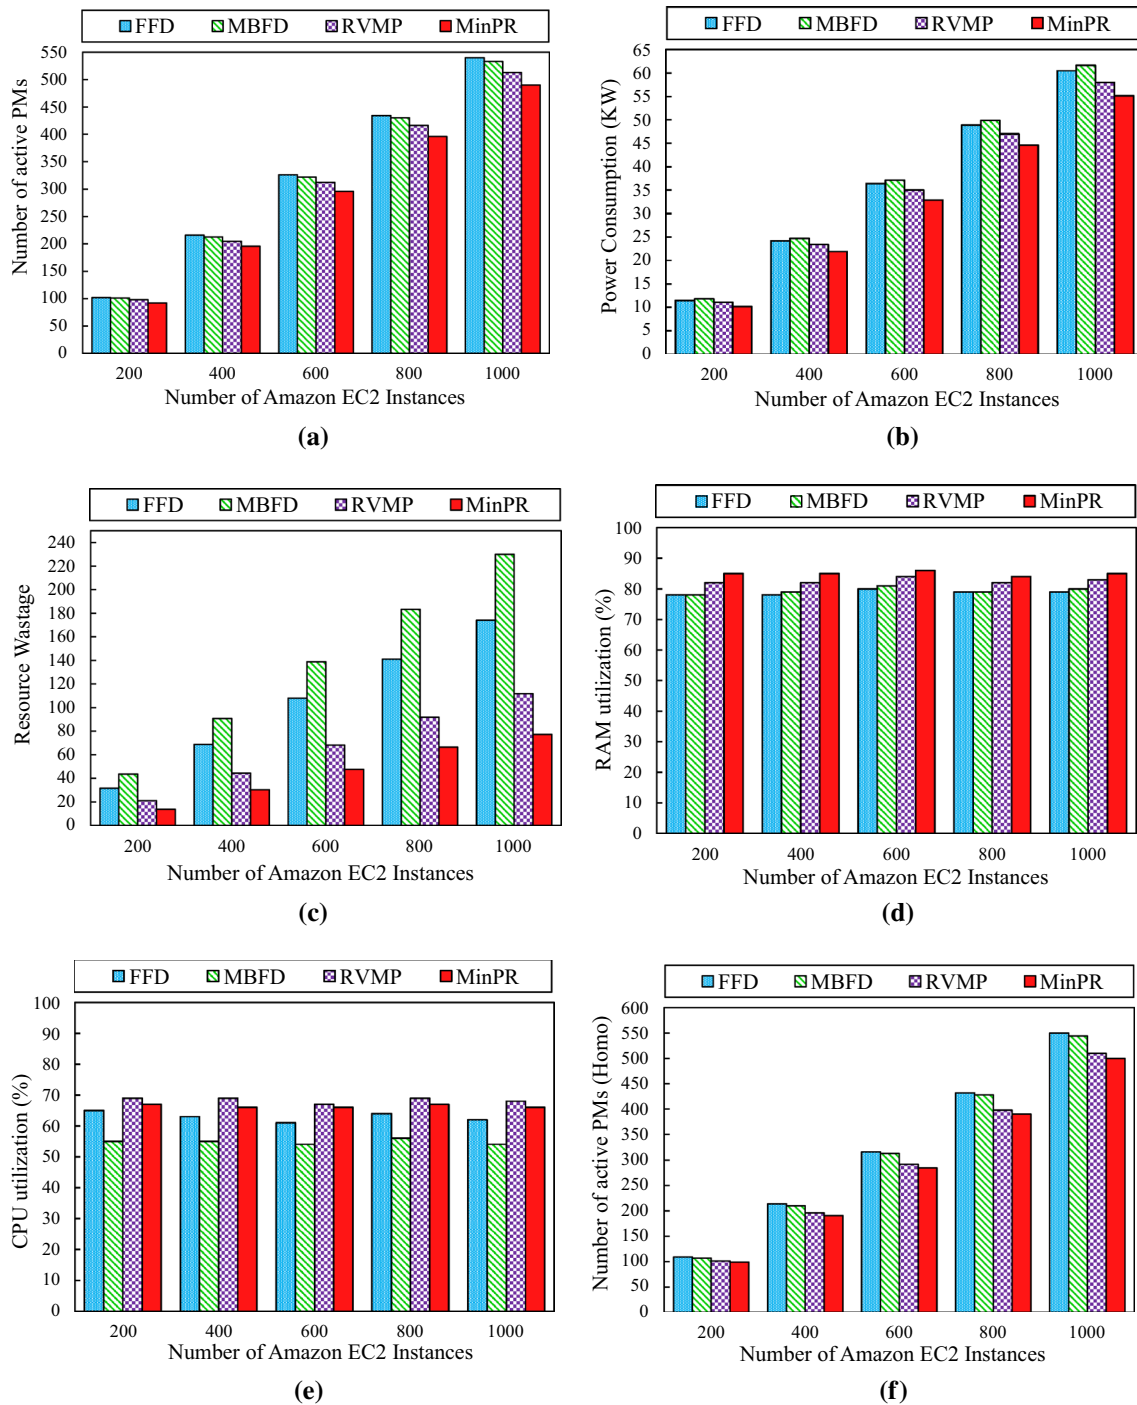 FFD MBFD RVMP MinPR
Number of active PMs
550
500
450
400
350
300
250
200
150
100
50
0
200 400 600 800 1000
Number of Amazon EC2 Instances
(a)
FFD MBFD RVMP MinPR
Power Consumption (KW)
65
60
55
50
45
40
35
30
25
20
15
10
5
0
200 400 600 800 1000
Number of Amazon EC2 Instances
(b)
FFD MBFD RVMP MinPR
Resource Wastage
240
220
200
180
160
140
120
100
80
60
40
20
0
200 400 600 800 1000
Number of Amazon EC2 Instances
(c)
FFD MBFD RVMP MinPR
RAM utilization (%)
100
90
80
70
60
50
40
30
20
10
0
200 400 600 800 1000
Number of Amazon EC2 Instances
(d)
FFD MBFD RVMP MinPR
CPU utilization (%)
100
90
80
70
60
50
40
30
20
10
0
200 400 600 800 1000
Number of Amazon EC2 Instances
(e)
FFD MBFD RVMP MinPR
Number of active PMs (Homo)
600
550
500
450
400
350
300
250
200
150
100
50
0
200 400 600 800 1000
Number of Amazon EC2 Instances
(f)